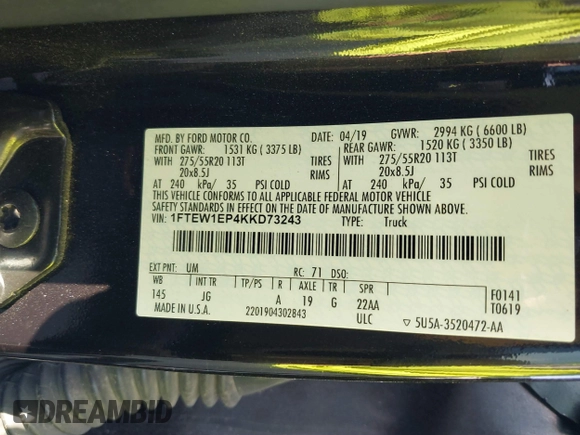 MFD. BY FORD MOTOR CO. DATE: 04/19 GVWR: 2994 KG ( 6600 LB)
FRONT GAWR: 1531 KG ( 3375 LB) REAR GAWR: 1520 KG ( 3350 LB)
275/55R20 113T TIRES 275/55R20 113T TIRES
20x8.5J RIMS 20x8.5J RIMS
AT 240 kPa/ 35 PSI COLD AT 240 kPa/ 35 PSI COLD
THIS VEHICLE CONFORMS TO ALL APPLICABLE FEDERAL MOTOR VEHICLE
SAFETY STANDARDS IN EFFECT ON THE DATE OF MANUFACTURE SHOWN ABOVE.
VIN: 1FTEW1EP4KKD73243 TYPE: Truck
EXT PNT: UM RC: 71 DSO:
WB INT TR TP/PS R AXLE TR SPR
145 JG A 19 G 22AA F0141
MADE IN U.S.A. 2201904302843 ULC T0619
▽ 5U5A-3520472-AA
DREAMBID